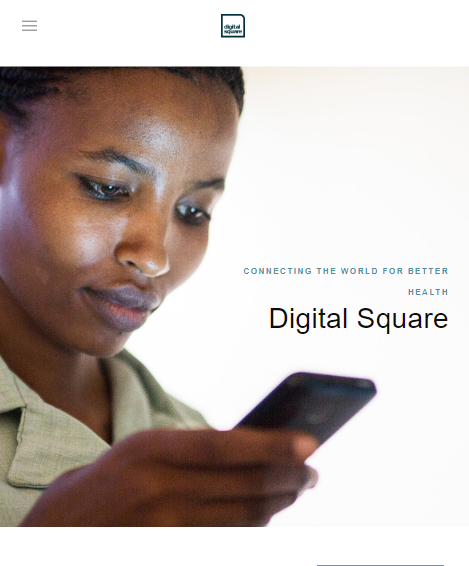 digital
square
CONNECTING THE WORLD FOR BETTER
HEALTH
Digital Square